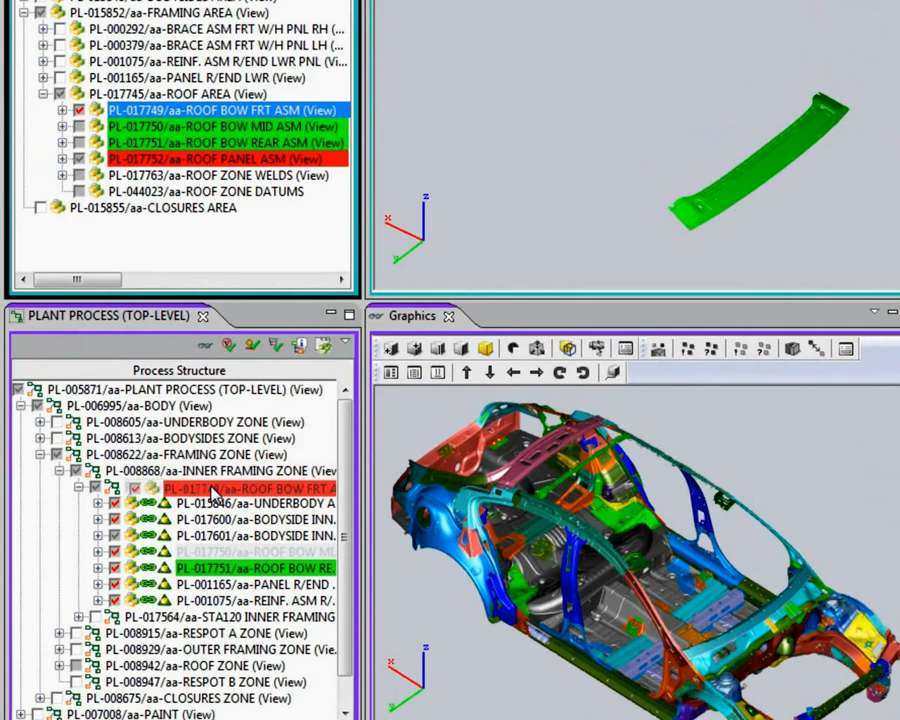 PL-015852/aa-FRAMING AREA (View)
PL-000292/aa-BRACE ASM FRT W/H PNL RH (...
PL-000379/aa-BRACE ASM FRT W/H PNL LH (...
PL-001075/aa-REINF. ASM R/END LWR PNL (Vi...
PL-001165/aa-PANEL R/END LWR (View)
PL-017745/aa-ROOF AREA (View)
PL-017749/aa-ROOF BOW FRT ASM (View)
PL-017750/aa-ROOF BOW MID ASM (View)
PL-017751/aa-ROOF BOW REAR ASM (View)
PL-017752/aa-ROOF PANEL ASM (View)
PL-017763/aa-ROOF ZONE WELDS (View)
PL-044023/aa-ROOF ZONE DATUMS
PL-015855/aa-CLOSURES AREA
z
x
y
PLANT PROCESS (TOP-LEVEL)
Process Structure
PL-005871/aa-PLANT PROCESS (TOP-LEVEL) (View)
PL-006995/aa-BODY (View)
PL-008605/aa-UNDERBODY ZONE (View)
PL-008613/aa-BODYSIDES ZONE (View)
PL-008622/aa-FRAMING ZONE (View)
PL-008868/aa-INNER FRAMING ZONE (View
/aa-ROOF BOW FRT A
/aa-UNDERBODY A
PL-017600/aa-BODYSIDE INN.
PL-017601/aa-BODYSIDE INN.
PL-017750/aa-ROOF BOW MI.
PL-017751/aa-ROOF BOW RE.
PL-001165/aa-PANEL R/END .
PL-001075/aa-REINF. ASM R/.
PL-017564/aa-STA120 INNER FRAMING
PL-008915/aa-RESPOT A ZONE (View)
PL-008929/aa-OUTER FRAMING ZONE (Vie.
PL-008942/aa-ROOF ZONE (View)
PL-008947/aa-RESPOT B ZONE (View)
PL-008675/aa-CLOSURES ZONE (View)
PL-007008/aa-PAINT (View)
Graphics
z
x
y